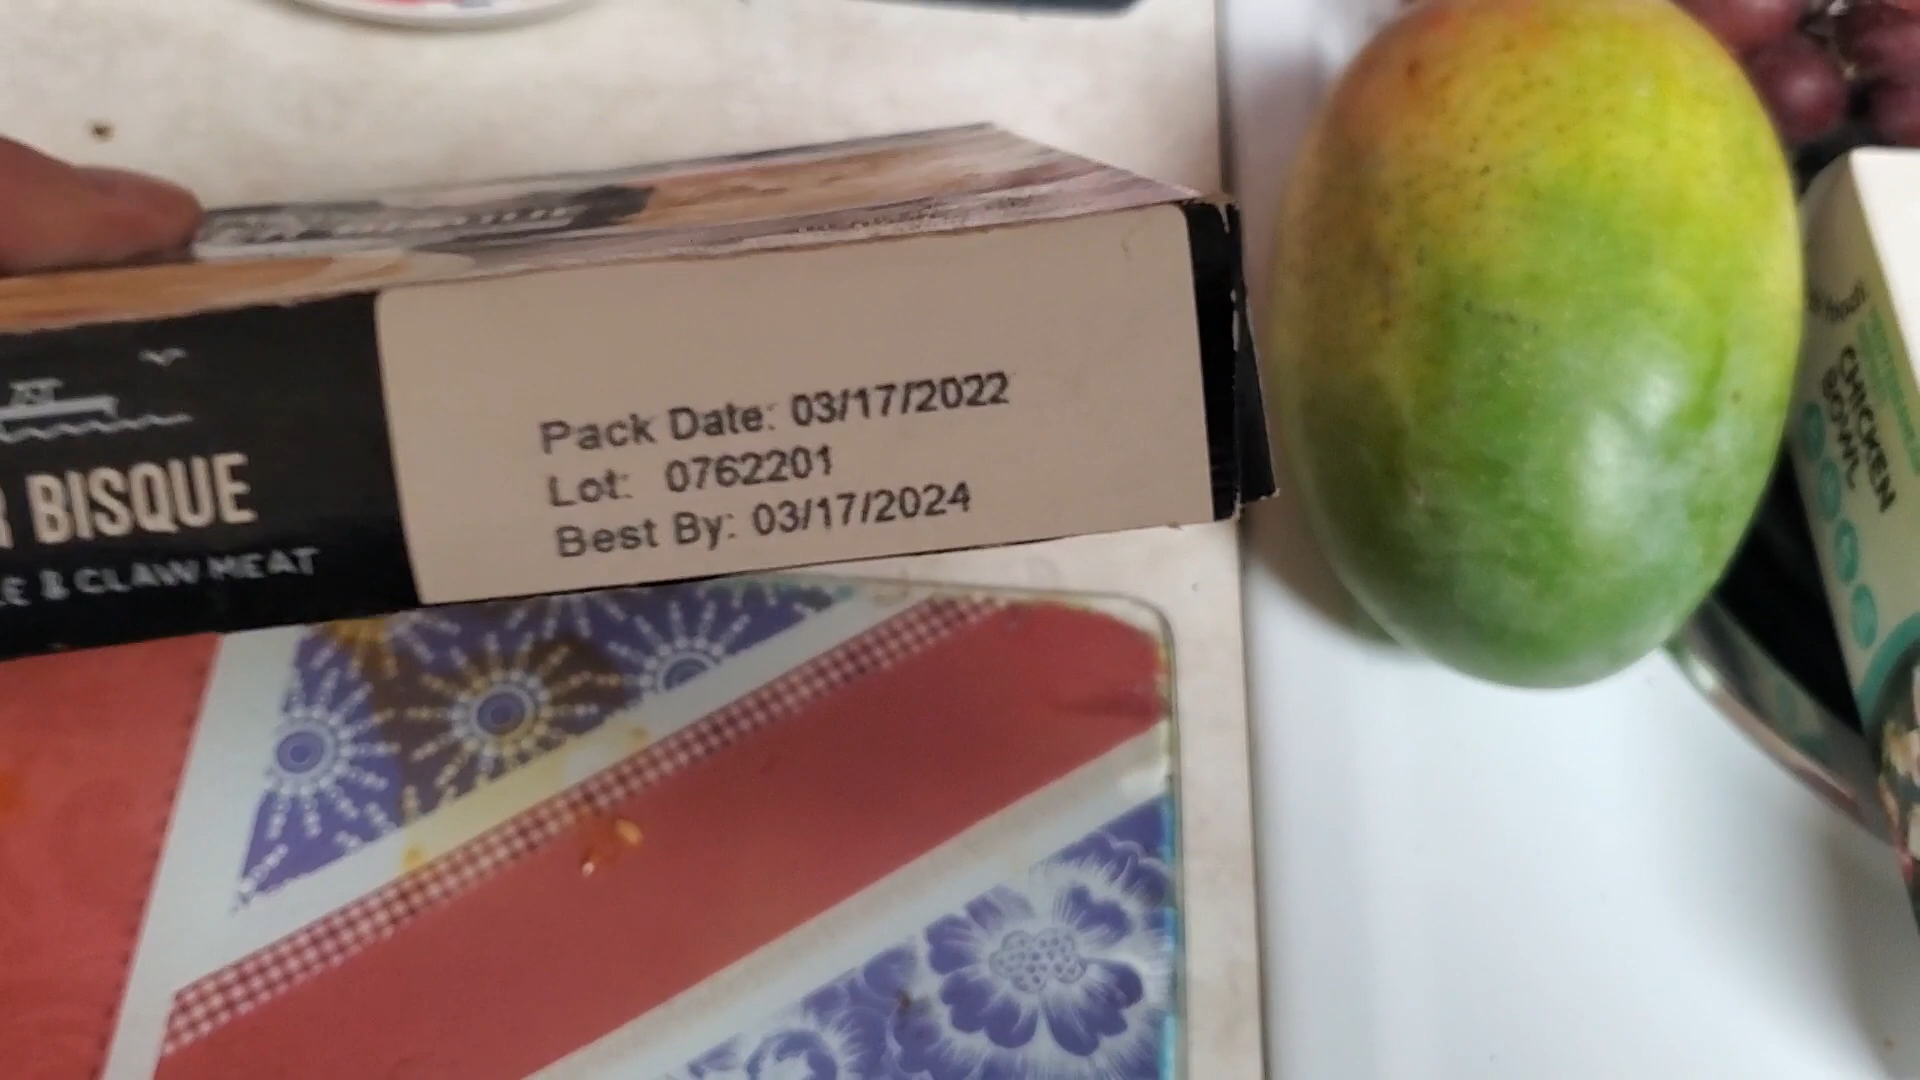 BISQUE
& CLAW MEAT
Pack Date: 03/17/2022
Lot: 0762201
Best By: 03/17/2024
CHICKEN
BOWL